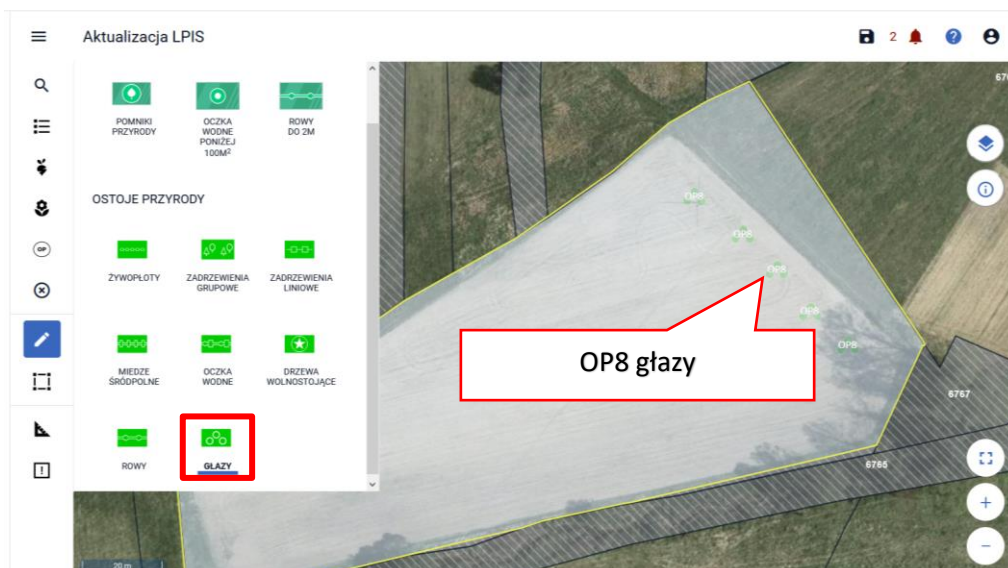 Aktualizacja LPIS
2
POMNIKI
PRZYRODY
OCZKA
WODNE
PONIŻEJ
100M²
ROWY
DO 2M
OSTOJE PRZYRODY
ŻYWOPŁOTY
ZADRZEWIENIA
GRUPOWE
ZADRZEWIENIA
LINIOWE
MIEDZE
ŚRÓDPOLNE
OCZKA
WODNE
DRZEWA
WOLNOSTOJĄCE
ROWY
GŁAZY
OP8
OP8
OP8
OP8
OP8
OP8 głazy
6767
6765
20 m